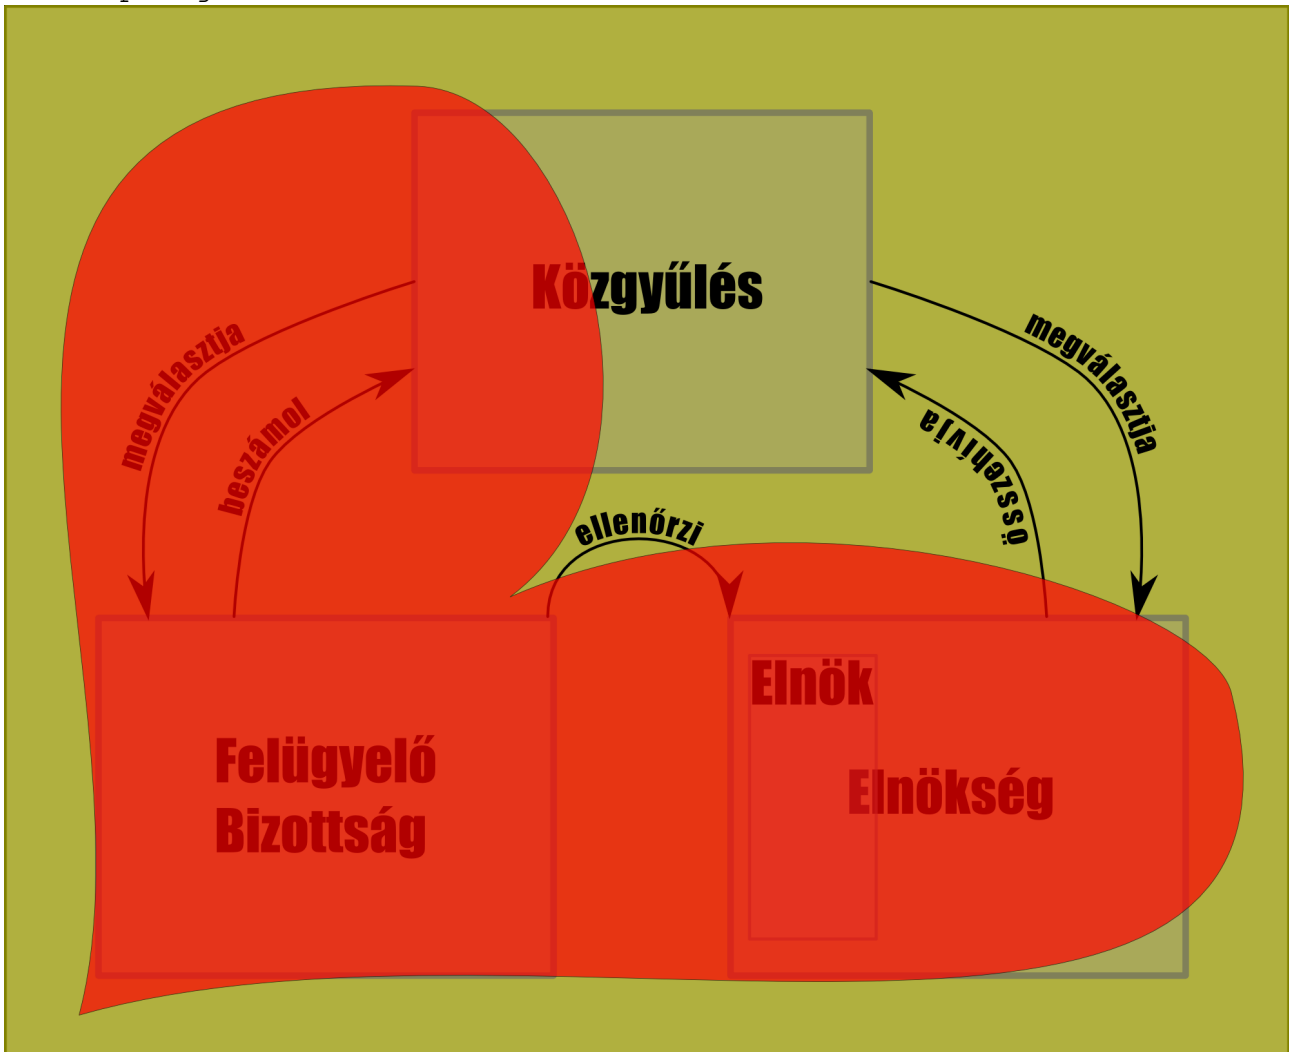 Közgyűlés
megválasztja
megválasztja
beszámol
összehívja
ellenőrzi
Elnök
Felügyelő
Bizottság
Elnökség